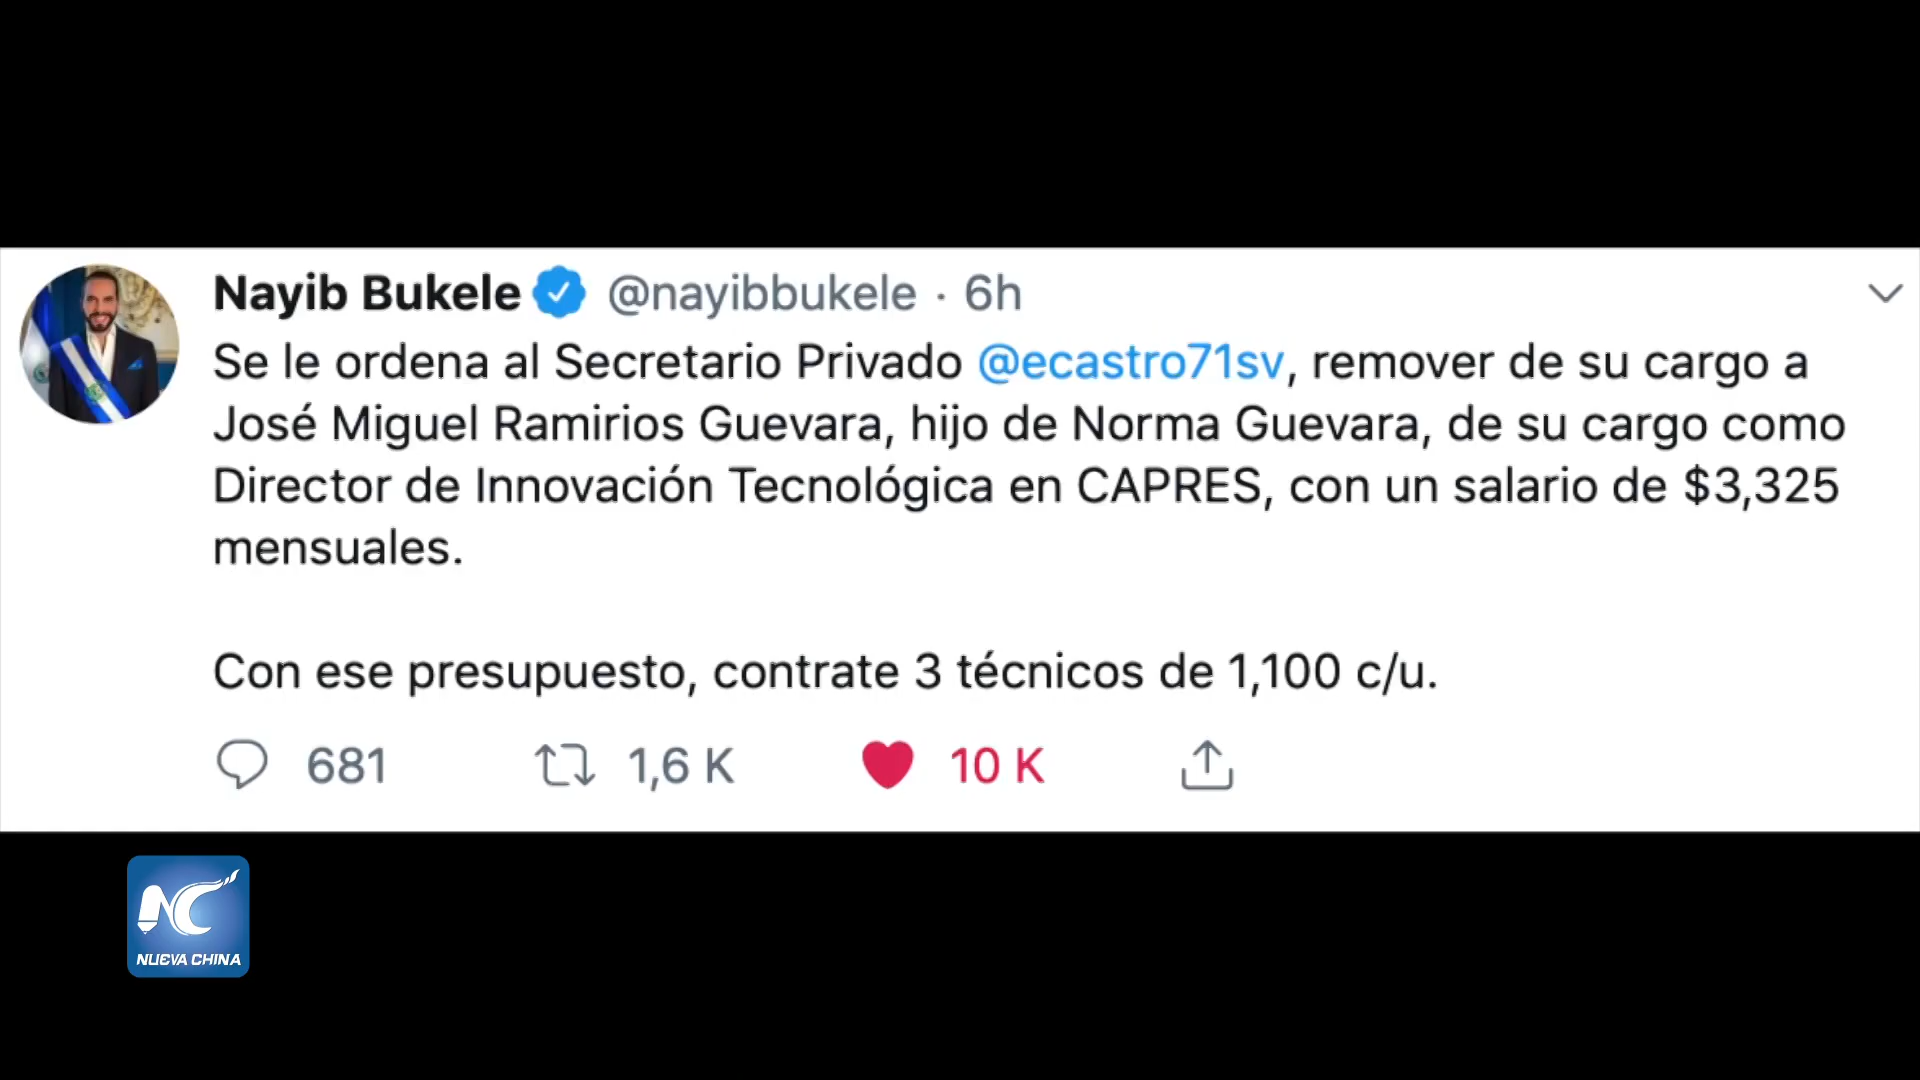 Nayib Bukele @nayibbukele · 6h
Se le ordena al Secretario Privado @ecastro71sv, remover de su cargo a
José Miguel Ramirios Guevara, hijo de Norma Guevara, de su cargo como
Director de Innovación Tecnológica en CAPRES, con un salario de $3,325
mensuales.
Con ese presupuesto, contrate 3 técnicos de 1,100 c/u.
681 1,6 K 10 K
NC
NUEVA CHINA